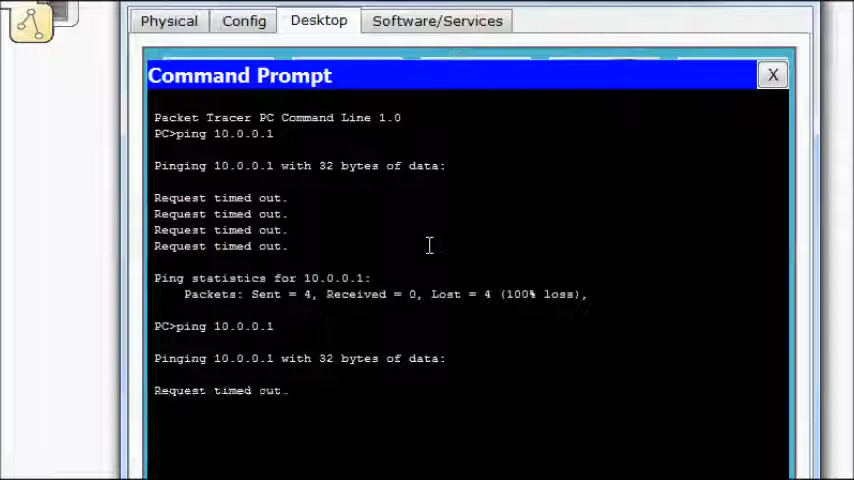 Physical Config Desktop Software/Services
Command Prompt X
Packet Tracer PC Command Line 1.0
PC>ping 10.0.0.1
Pinging 10.0.0.1 with 32 bytes of data:
Request timed out.
Request timed out.
Request timed out.
Request timed out.
Ping statistics for 10.0.0.1:
Packets: Sent = 4, Received = 0, Lost = 4 (100% loss),
PC>ping 10.0.0.1
Pinging 10.0.0.1 with 32 bytes of data:
Request timed out.